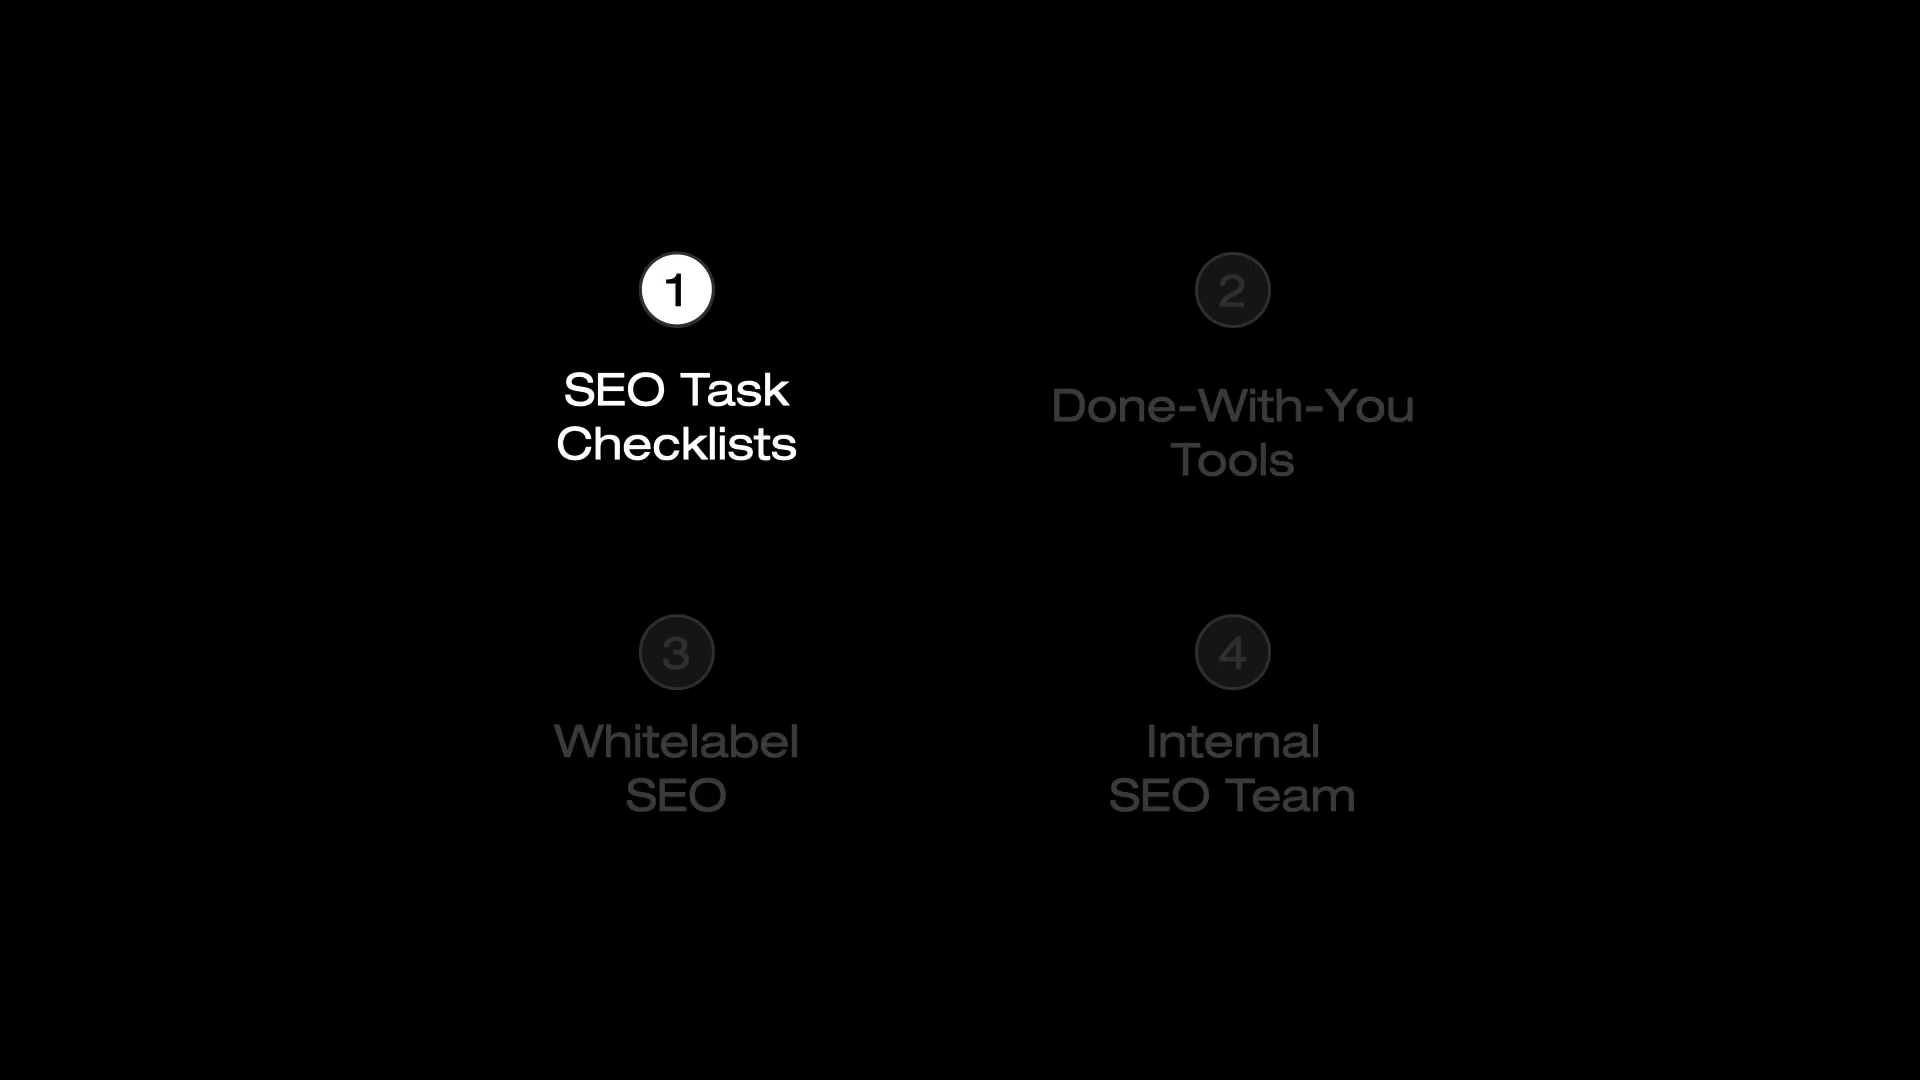 1
SEO Task
Checklists
2
Done-With-You
Tools
3
Whitelabel
SEO
4
Internal
SEO Team